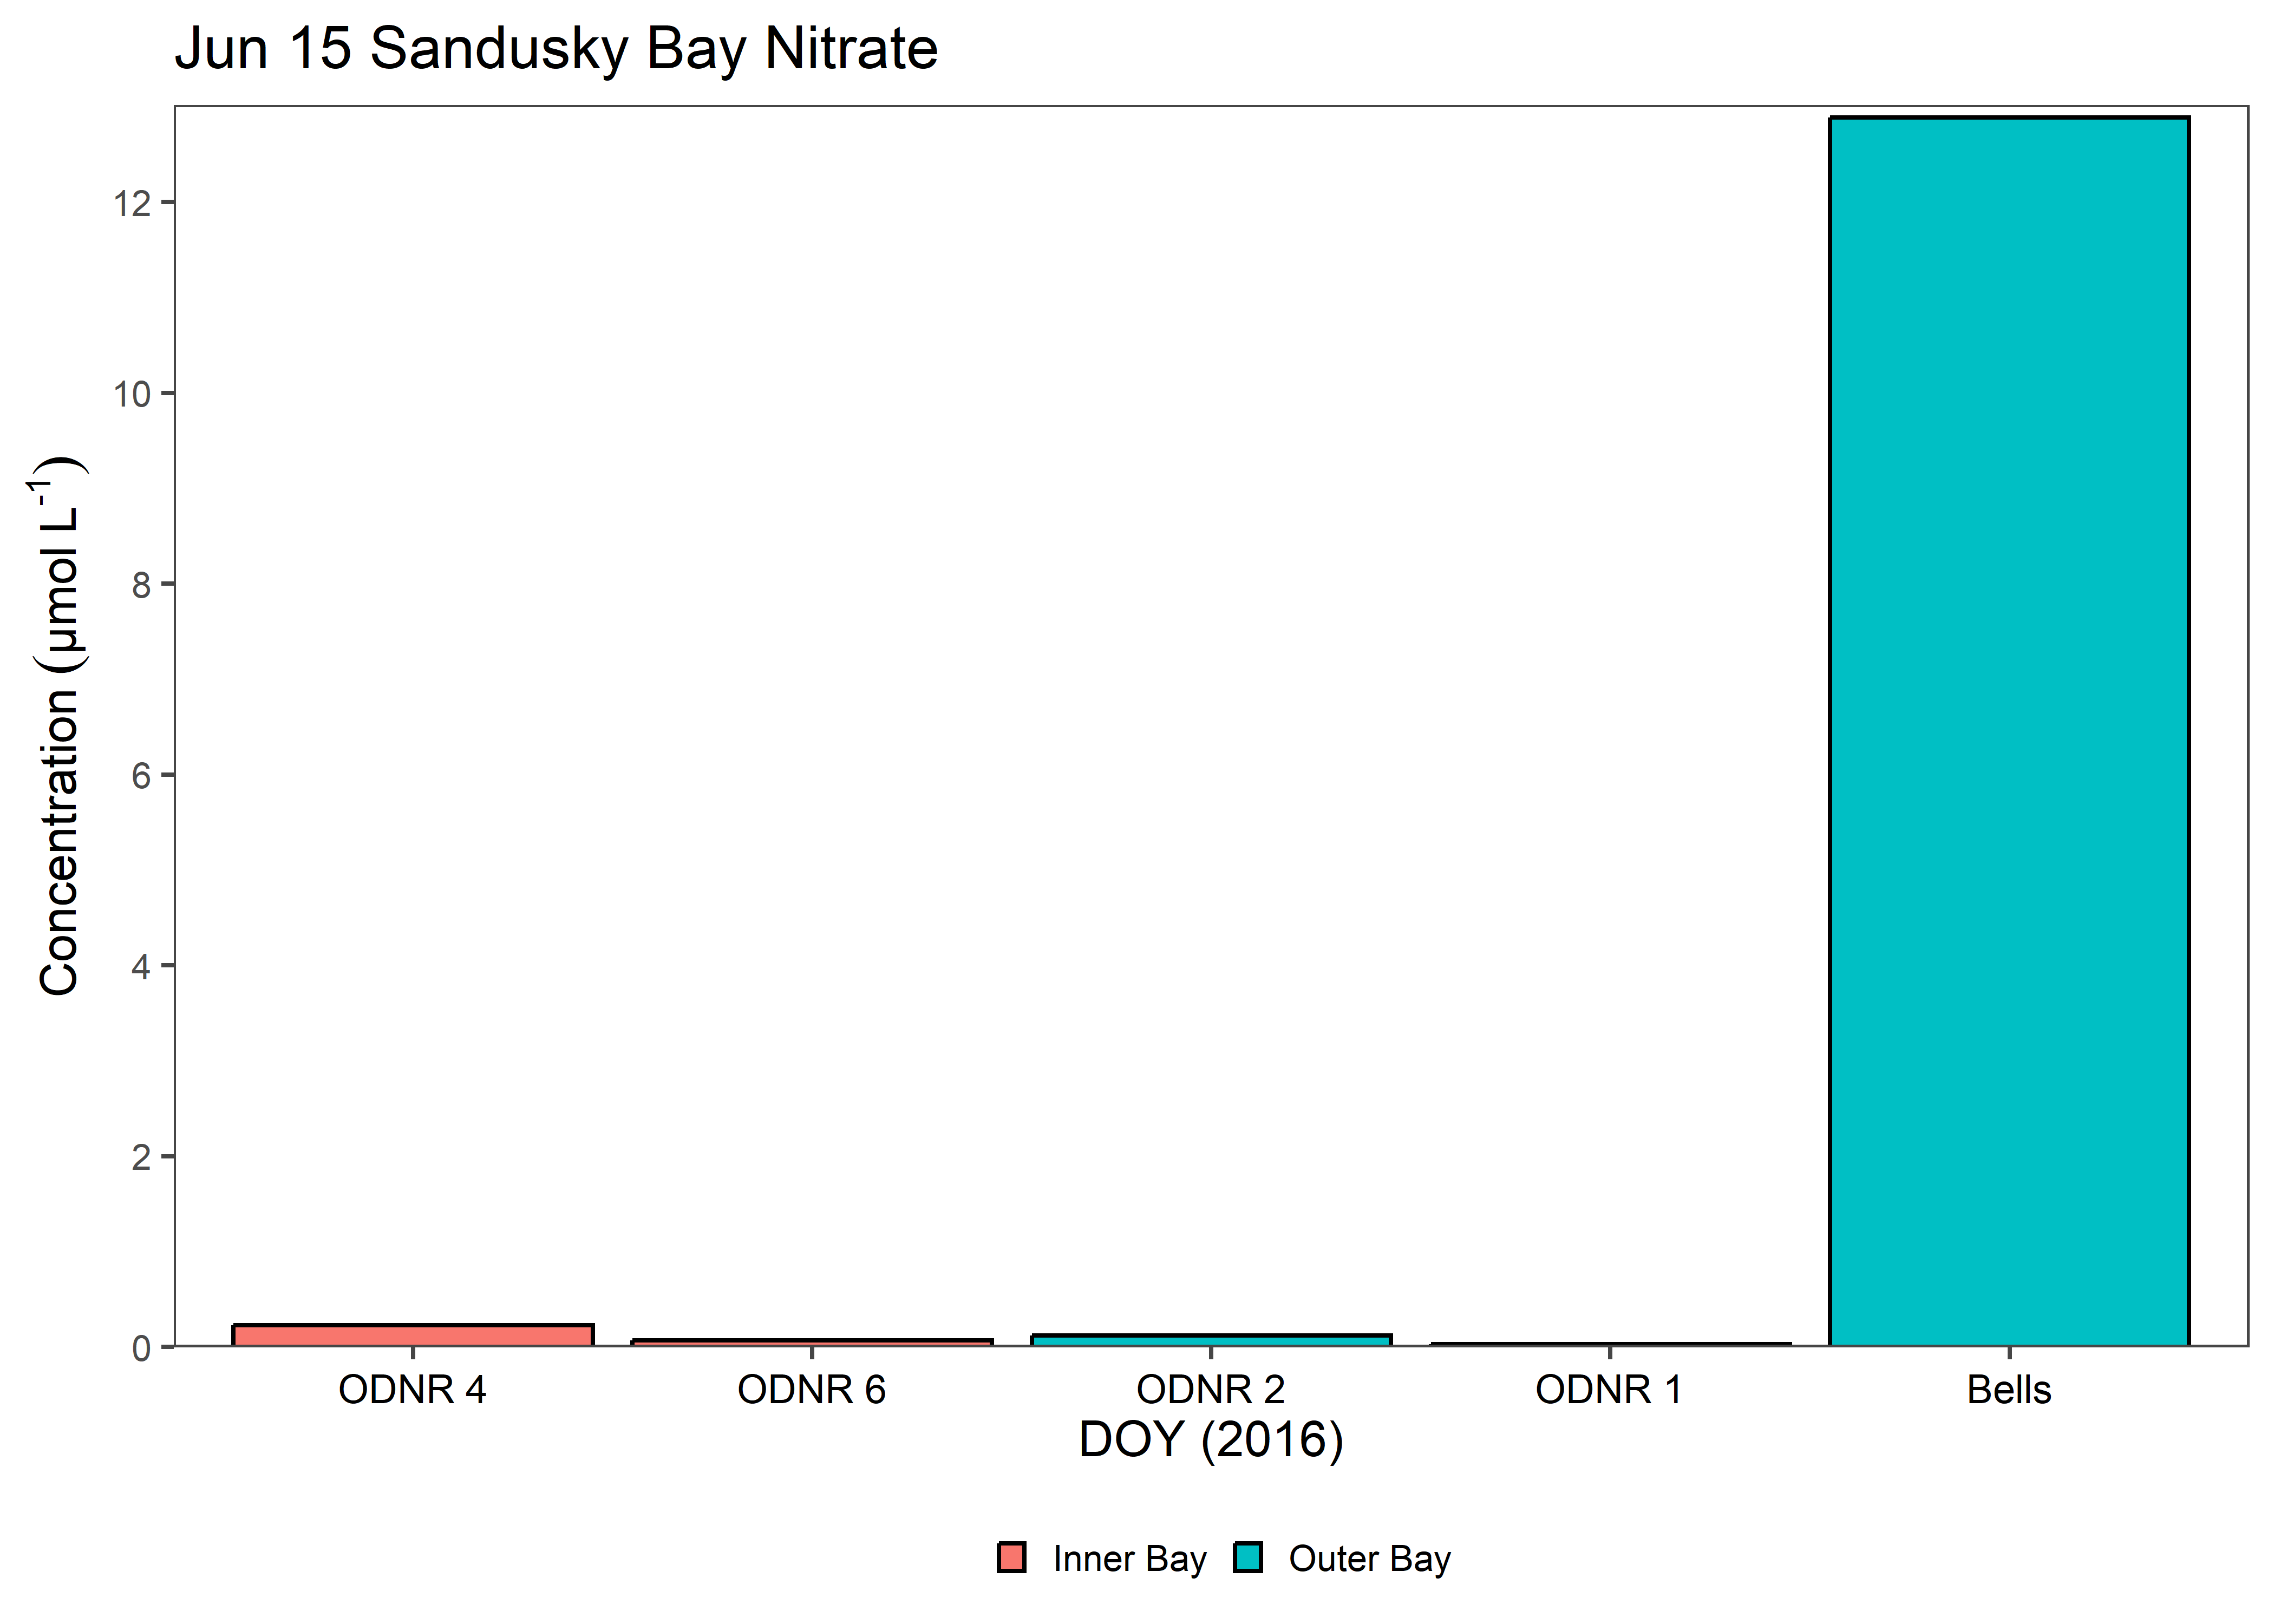 Jun 15 Sandusky Bay Nitrate
Concentration (µmol L⁻¹)
12
10
8
6
4
2
0
ODNR 4 ODNR 6 ODNR 2 ODNR 1 Bells
DOY (2016)
Inner Bay Outer Bay